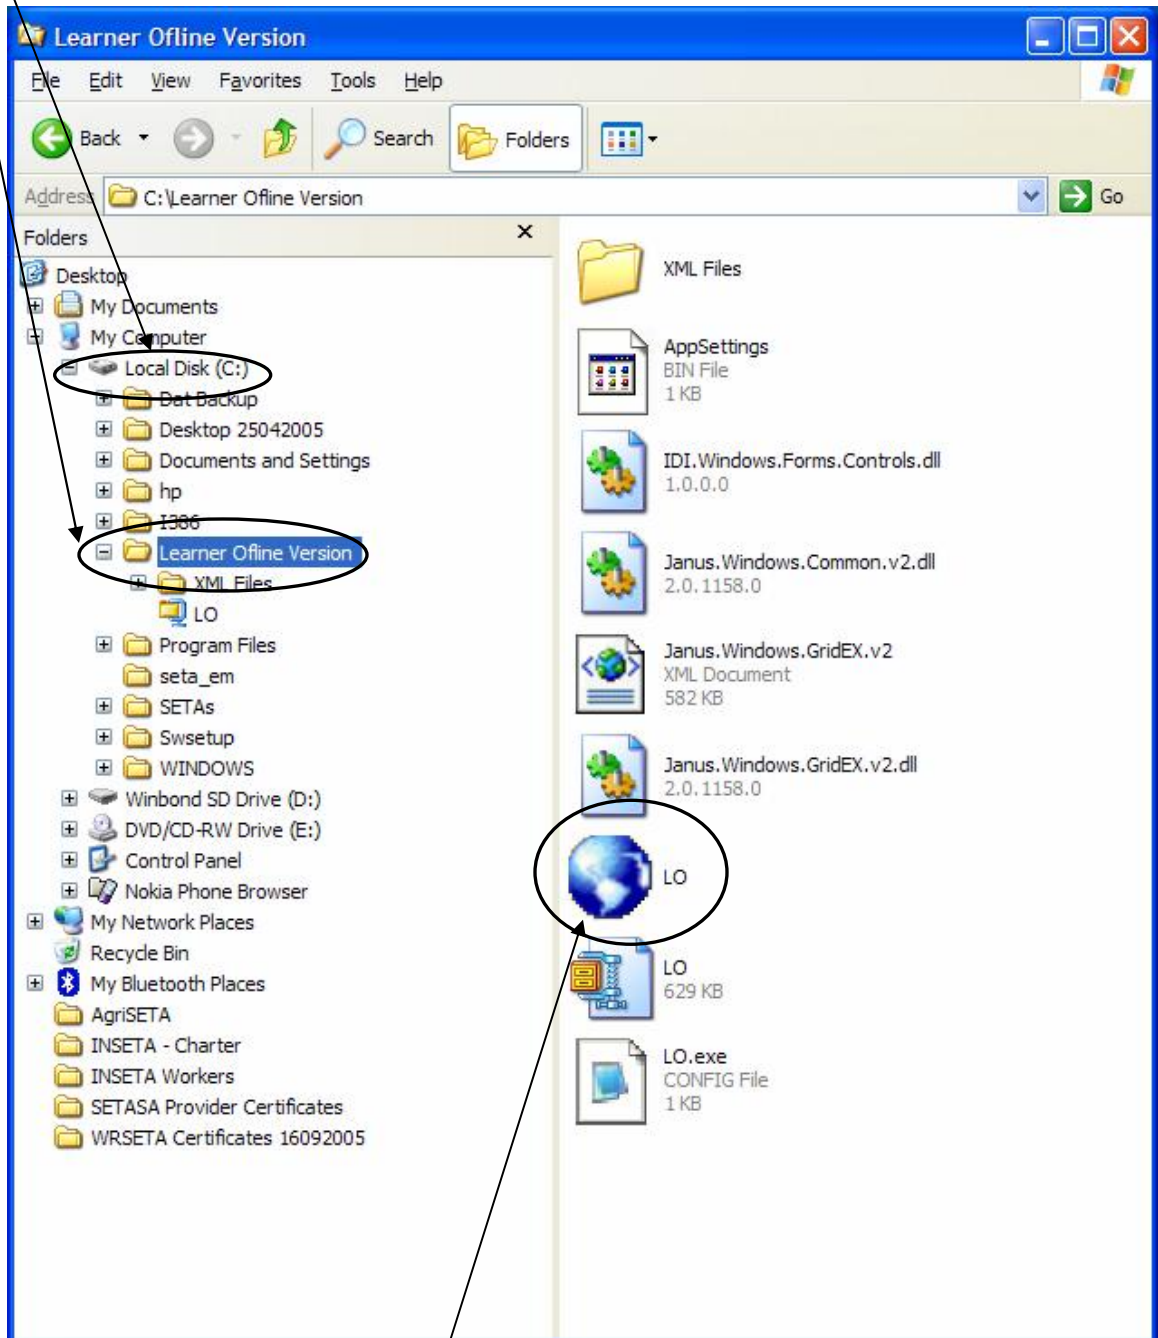 Learner Ofline Version
File Edit View Favorites Tools Help
Back Search Folders
Address C:\Learner Ofline Version Go
Folders
Desktop
My Documents
My Computer
Local Disk (C:)
Dat Backup
Desktop 25042005
Documents and Settings
hp
I386
Learner Ofline Version
XML Files
LO
Program Files
seta_em
SETAs
Swsetup
WINDOWS
Winbond SD Drive (D:)
DVD/CD-RW Drive (E:)
Control Panel
Nokia Phone Browser
My Network Places
Recycle Bin
My Bluetooth Places
AgriSETA
INSETA - Charter
INSETA Workers
SETASA Provider Certificates
WRSETA Certificates 16092005
XML Files
AppSettings
BIN File
1 KB
IDI.Windows.Forms.Controls.dll
1.0.0.0
Janus.Windows.Common.v2.dll
2.0.1158.0
Janus.Windows.GridEX.v2
XML Document
582 KB
Janus.Windows.GridEX.v2.dll
2.0.1158.0
LO
LO
629 KB
LO.exe
CONFIG File
1 KB